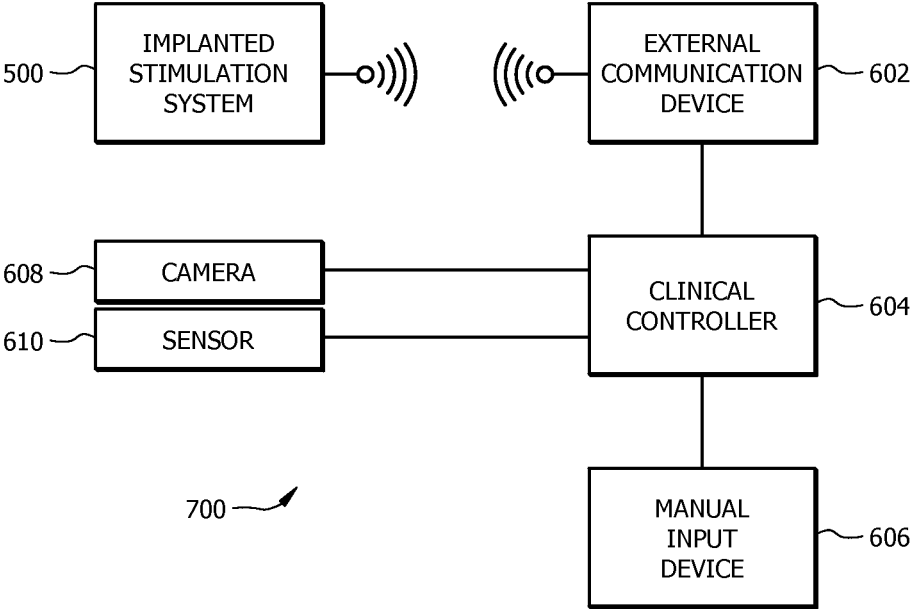 500
IMPLANTED
STIMULATION
SYSTEM
EXTERNAL
COMMUNICATION
DEVICE
602
608
CAMERA
610
SENSOR
CLINICAL
CONTROLLER
604
700
MANUAL
INPUT
DEVICE
606